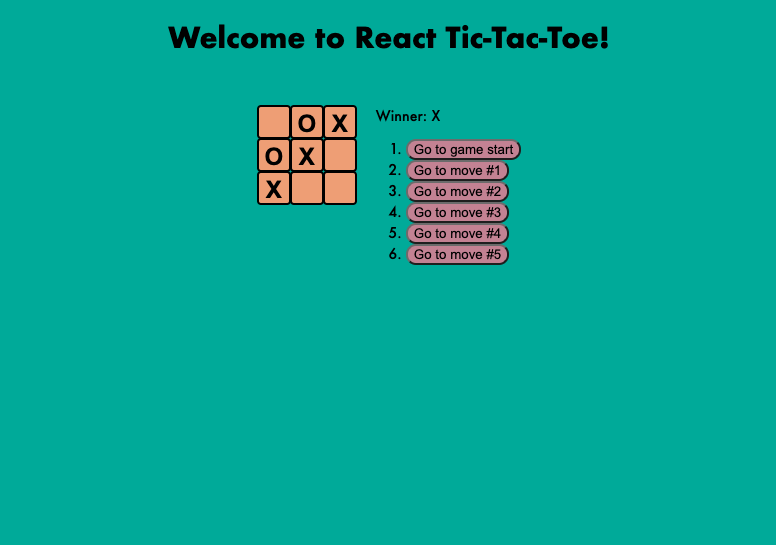 Welcome to React Tic-Tac-Toe!
O X
O X
X
Winner: X
1. Go to game start
2. Go to move #1
3. Go to move #2
4. Go to move #3
5. Go to move #4
6. Go to move #5